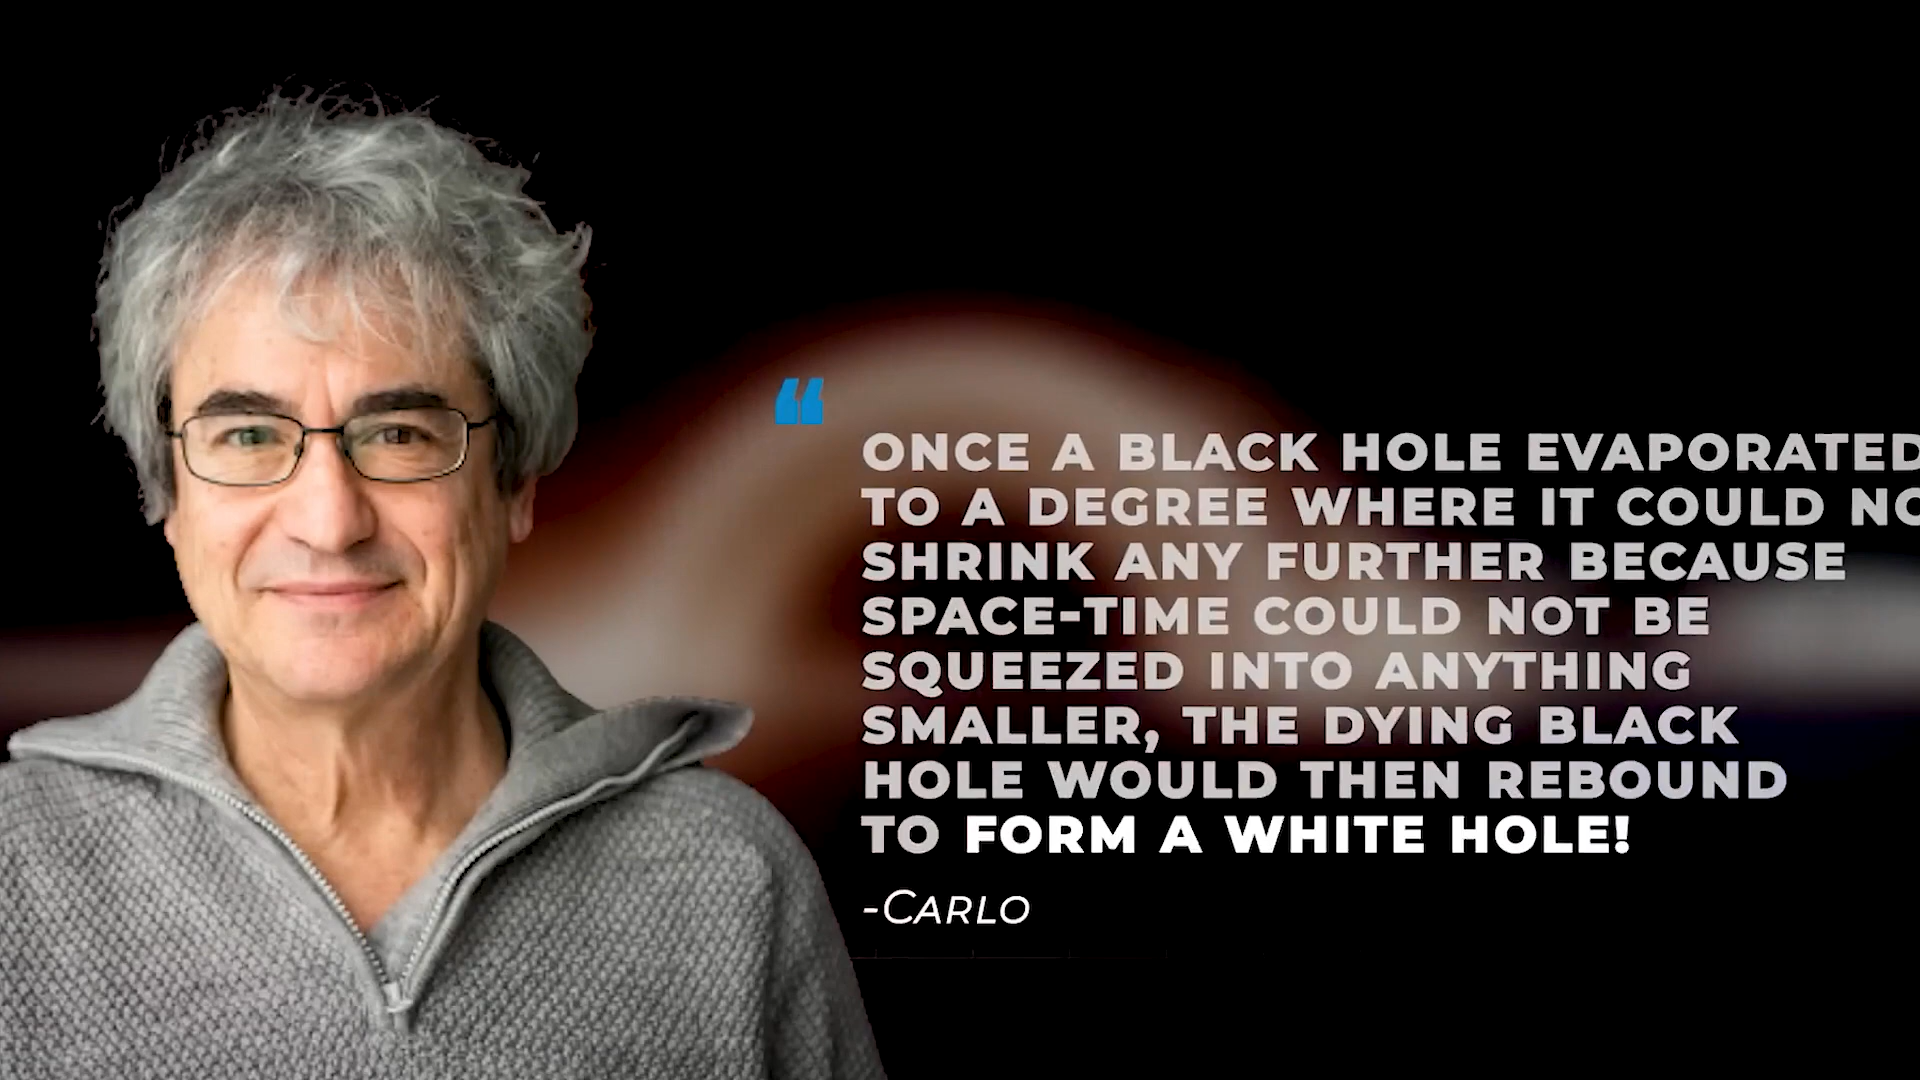 “
ONCE A BLACK HOLE EVAPORATED
TO A DEGREE WHERE IT COULD NO
SHRINK ANY FURTHER BECAUSE
SPACE-TIME COULD NOT BE
SQUEEZED INTO ANYTHING
SMALLER, THE DYING BLACK
HOLE WOULD THEN REBOUND
TO FORM A WHITE HOLE!
-CARLO